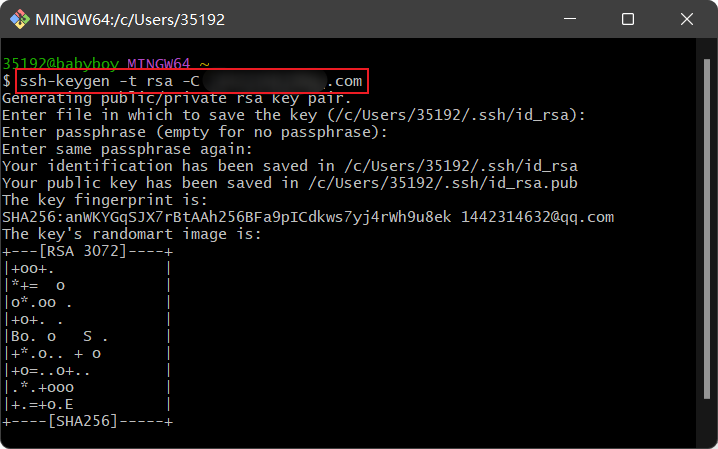 MINGW64:/c/Users/35192
35192@babyboy MINGW64 ~
$ ssh-keygen -t rsa -C .com
Generating public/private rsa key pair.
Enter file in which to save the key (/c/Users/35192/.ssh/id_rsa):
Enter passphrase (empty for no passphrase):
Enter same passphrase again:
Your identification has been saved in /c/Users/35192/.ssh/id_rsa
Your public key has been saved in /c/Users/35192/.ssh/id_rsa.pub
The key fingerprint is:
SHA256:anWKYGqSJX7rBtAAh256BFa9pICdkws7yj4rWh9u8ek 1442314632@qq.com
The key's randomart image is:
+---[RSA 3072]----+
|+oo+.            |
|*+=  o           |
|o*.oo .          |
|+o+. .           |
|Bo. o   S .      |
|+*.o.. + o       |
|+o=..o+..        |
|.*.+ooo          |
|+.=+o.E          |
+----[SHA256]-----+